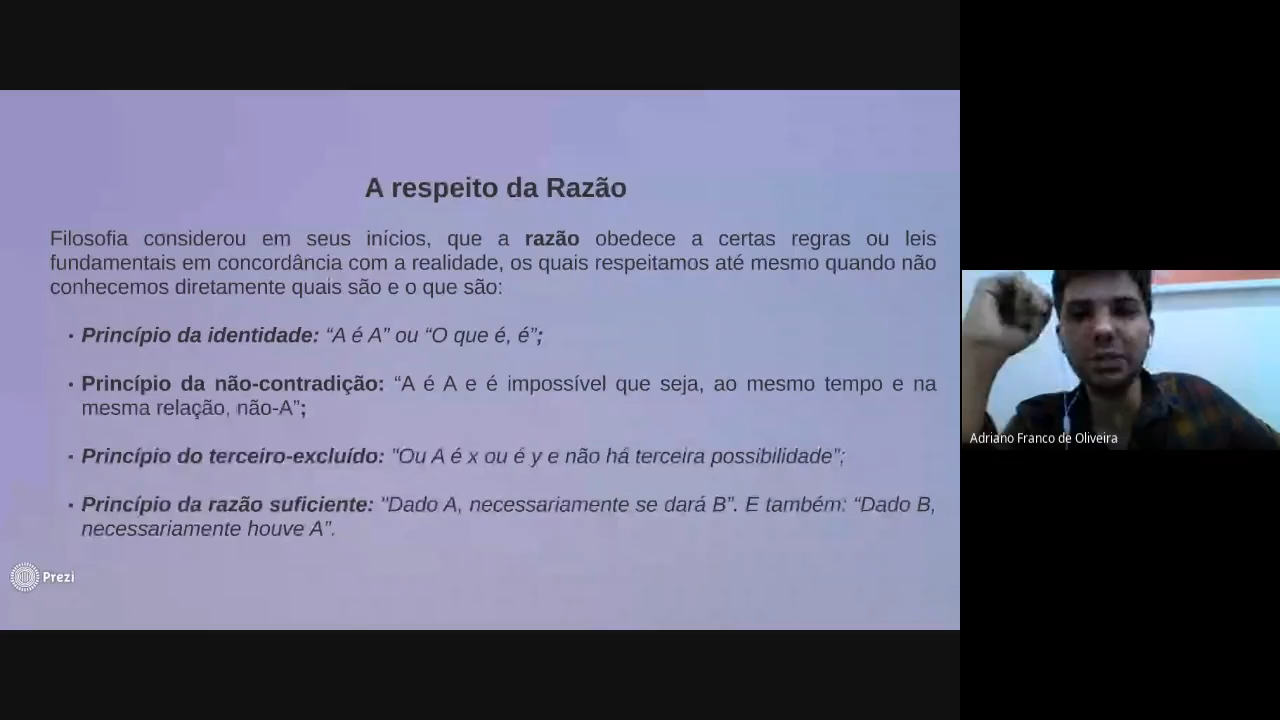 A respeito da Razão
Filosofia considerou em seus inícios, que a razão obedece a certas regras ou leis
fundamentais em concordância com a realidade, os quais respeitamos até mesmo quando não
conhecemos diretamente quais são e o que são:
· Princípio da identidade: “A é A” ou “O que é, é”;
· Princípio da não-contradição: “A é A e é impossível que seja, ao mesmo tempo e na
mesma relação, não-A”;
· Princípio do terceiro-excluído: "Ou A é x ou é y e não há terceira possibilidade";
· Princípio da razão suficiente: "Dado A, necessariamente se dará B”. E também: “Dado B,
necessariamente houve A”.
Prezi
Adriano Franco de Oliveira